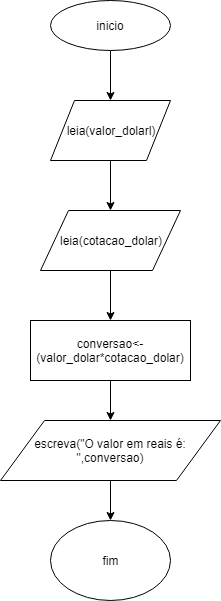 inicio
leia(valor_dolarl)
leia(cotacao_dolar)
conversao<-
(valor_dolar*cotacao_dolar)
escreva("O valor em reais é:
",conversao)
fim